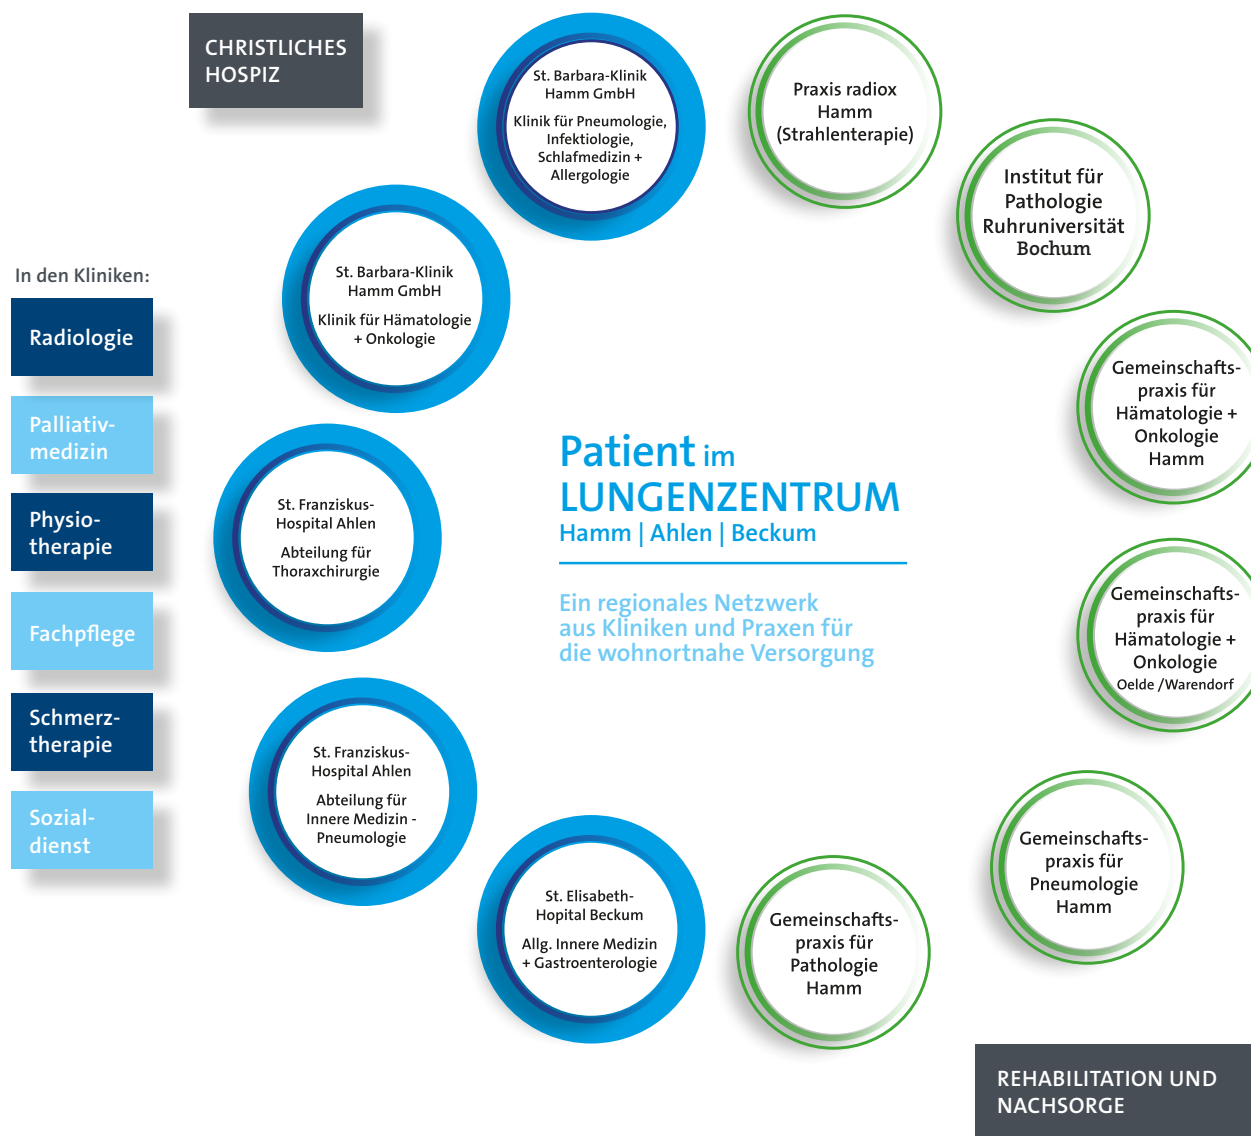 CHRISTLICHES
HOSPIZ
In den Kliniken:
Radiologie
Palliativ-
medizin
Physio-
therapie
Fachpflege
Schmerz-
therapie
Sozial-
dienst
St. Barbara-Klinik
Hamm GmbH
Klinik für Pneumologie,
Infektiologie,
Schlafmedizin +
Allergologie
St. Barbara-Klinik
Hamm GmbH
Klinik für Hämatologie
+ Onkologie
St. Franziskus-
Hospital Ahlen
Abteilung für
Thoraxchirurgie
St. Franziskus-
Hospital Ahlen
Abteilung für
Innere Medizin -
Pneumologie
St. Elisabeth-
Hopital Beckum
Allg. Innere Medizin
+ Gastroenterologie
Patient im
LUNGENZENTRUM
Hamm | Ahlen | Beckum
Ein regionales Netzwerk
aus Kliniken und Praxen für
die wohnortnahe Versorgung
Praxis radiox
Hamm
(Strahlenterapie)
Institut für
Pathologie
Ruhruniversität
Bochum
Gemeinschafts-
praxis für
Hämatologie +
Onkologie
Hamm
Gemeinschafts-
praxis für
Hämatologie +
Onkologie
Oelde /Warendorf
Gemeinschafts-
praxis für
Pneumologie
Hamm
Gemeinschafts-
praxis für
Pathologie
Hamm
REHABILITATION UND
NACHSORGE